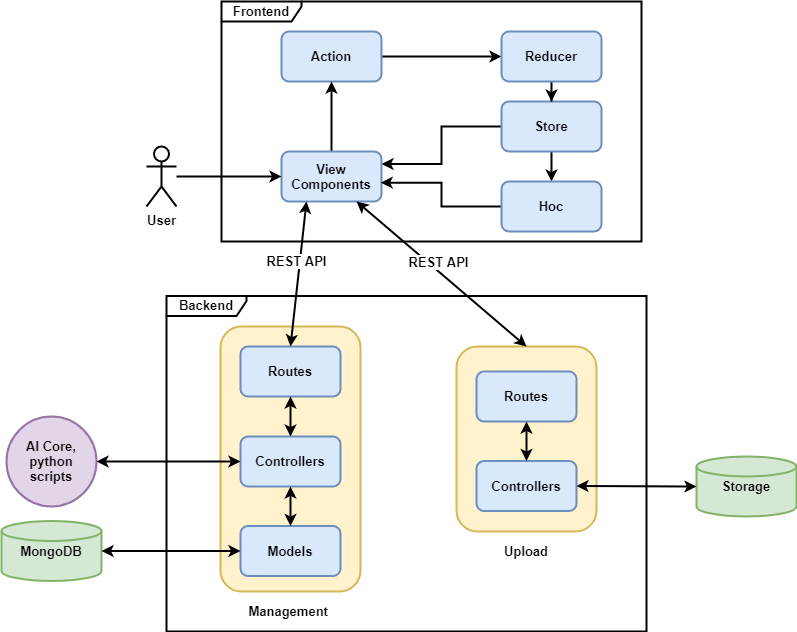 Frontend
Action
Reducer
Store
View
Components
Hoc
User
REST API
REST API
Backend
Routes
Routes
AI Core,
python
scripts
Controllers
Controllers
Storage
MongoDB
Models
Upload
Management